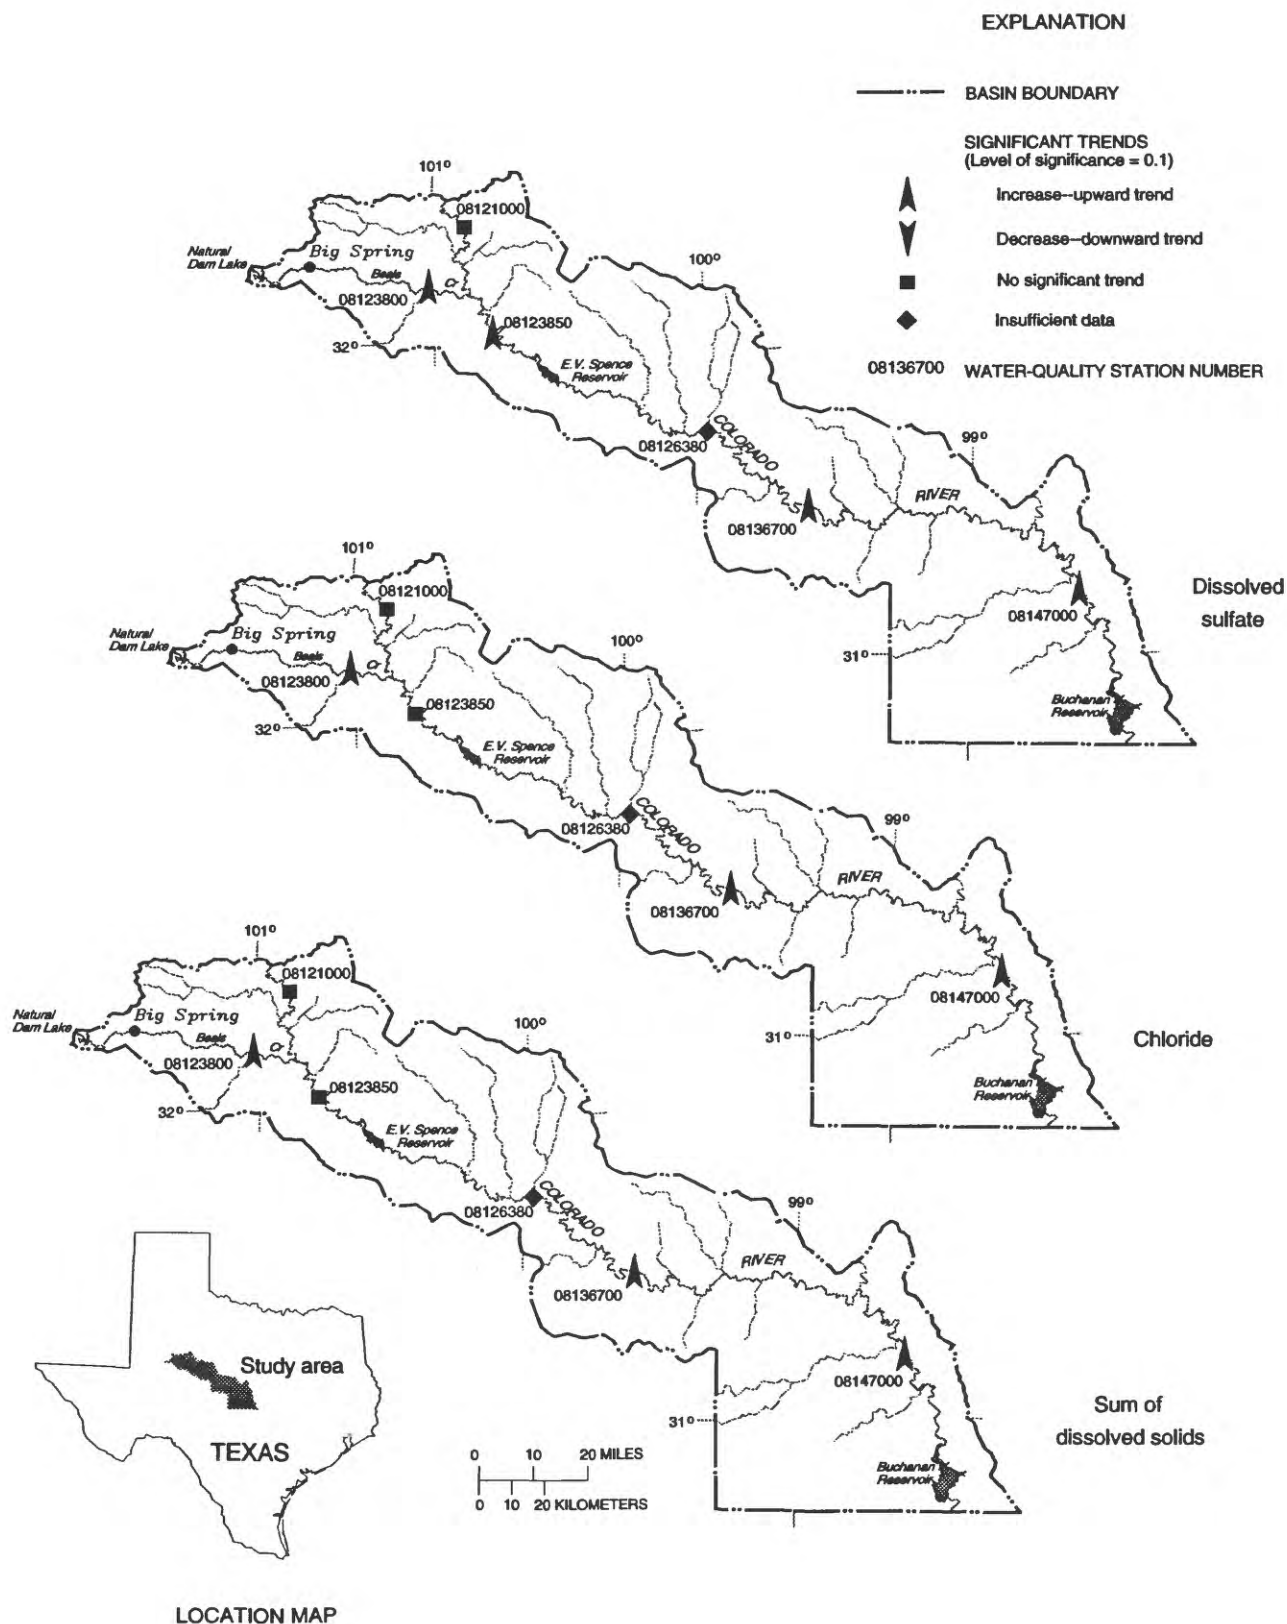 EXPLANATION
BASIN BOUNDARY
SIGNIFICANT TRENDS
(Level of significance = 0.1)
Increase--upward trend
Decrease--downward trend
No significant trend
Insufficient data
08136700 WATER-QUALITY STATION NUMBER
101°
08121000
Natural
Dam Lake
Big Spring
Beals
Cr
08123800
100°
08123850
32°
E.V. Spence
Reservoir
COLORADO
08126380
99°
RIVER
08136700
Dissolved
sulfate
08147000
31°
Buchanan
Reservoir
101°
08121000
Natural
Dam Lake
Big Spring
Beals
Cr
08123800
100°
08123850
32°
E.V. Spence
Reservoir
COLORADO
08126380
99°
RIVER
08136700
08147000
31°
Chloride
Buchanan
Reservoir
101°
08121000
Natural
Dam Lake
Big Spring
Beals
Cr
08123800
100°
08123850
32°
E.V. Spence
Reservoir
COLORADO
08126380
99°
RIVER
08136700
08147000
31°
Sum of
dissolved solids
Buchanan
Reservoir
Study area
TEXAS
0 10 20 MILES
0 10 20 KILOMETERS
LOCATION MAP